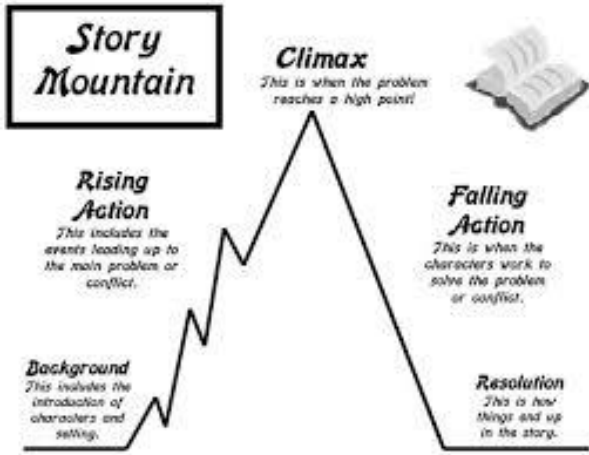 Story
Mountain
Climax
This is when the problem
reaches a high point!
Rising
Action
This includes the
events leading up to
the main problem or
conflict.
Falling
Action
This is when the
characters work to
solve the problem
or conflict.
Background
This includes the
introduction of
characters and
setting.
Resolution
This is how
things end up
in the story.